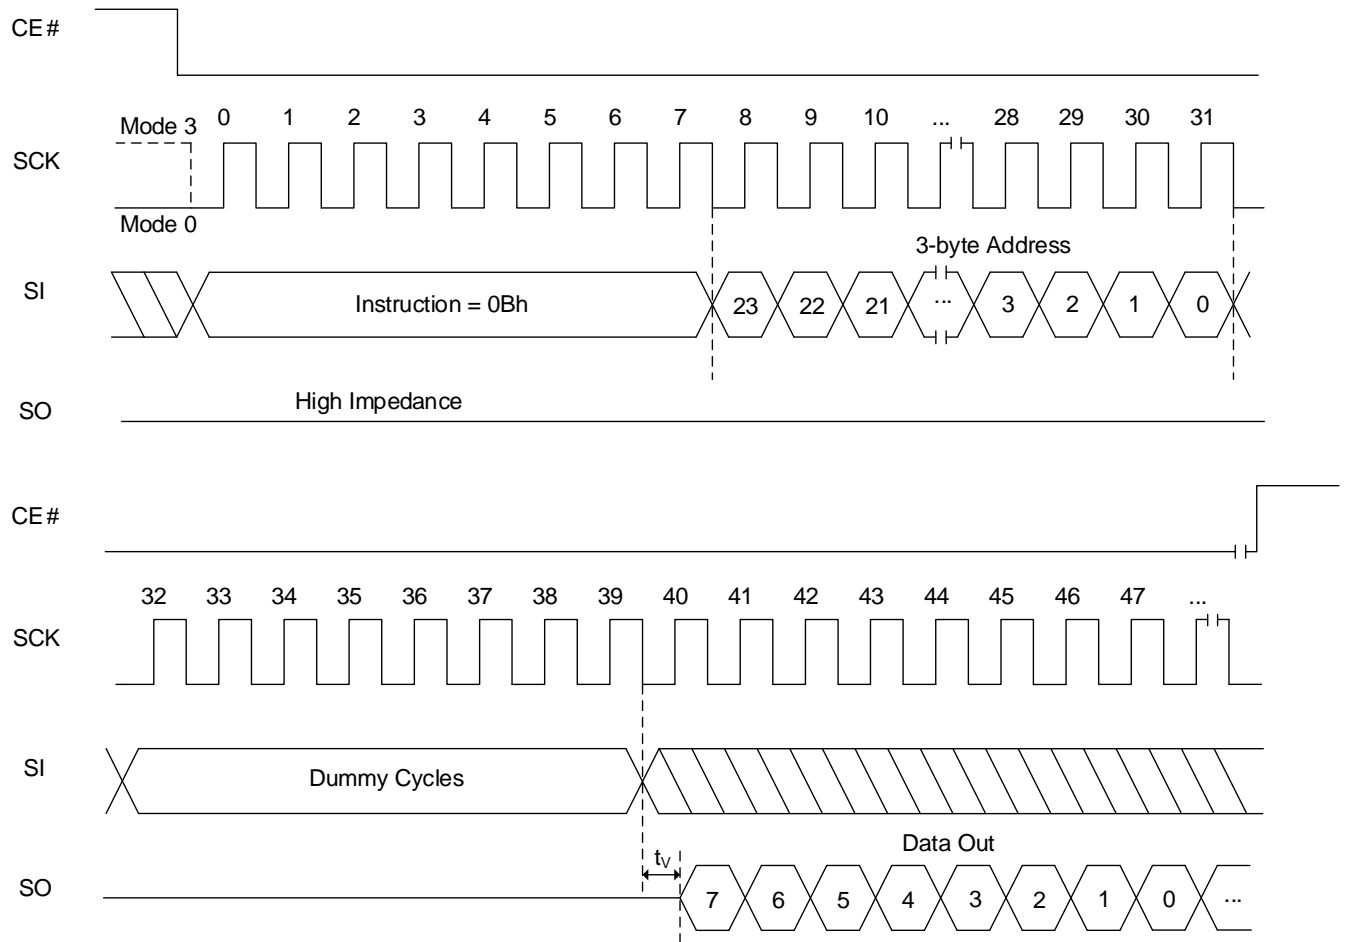 CE#
Mode 3
0 1 2 3 4 5 6 7 8 9 10 ... 28 29 30 31
SCK
Mode 0
3-byte Address
SI
Instruction = 0Bh
23 22 21 ... 3 2 1 0
High Impedance
SO
CE#
32 33 34 35 36 37 38 39 40 41 42 43 44 45 46 47 ...
SCK
SI
Dummy Cycles
Data Out
tV
SO
7 6 5 4 3 2 1 0 ...